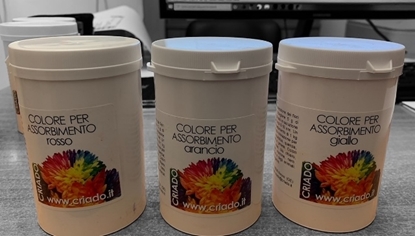 COLORE PER
ASSORBIMENTO
rosso
CRIADO
www.criado.it
COLORE PER
ASSORBIMENTO
arancio
CRIADO
www.criado.it
COLORE PER
ASSORBIMENTO
giallo
CRIADO
www.criado.it